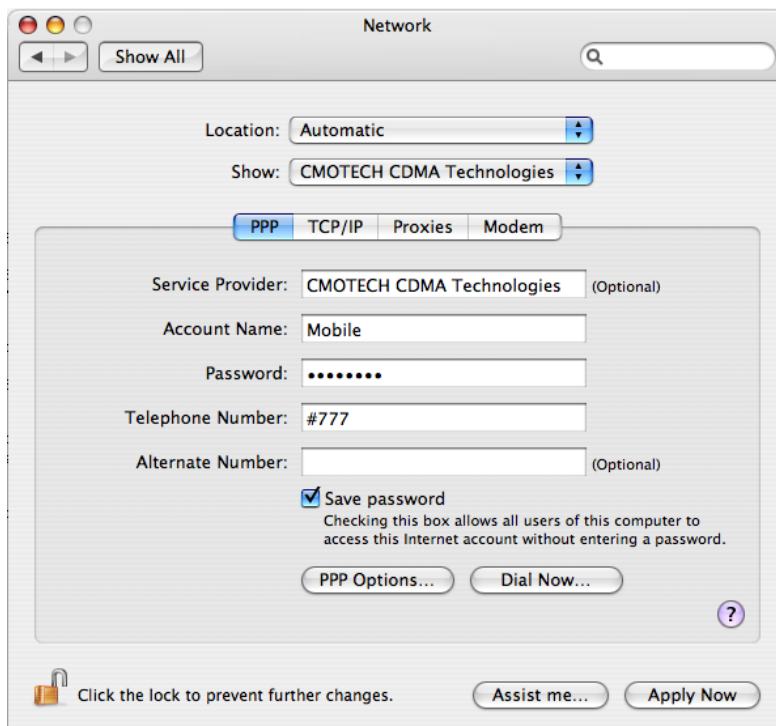 Network
Show All
Location: Automatic
Show: CMOTECH CDMA Technologies
PPP TCP/IP Proxies Modem
Service Provider: CMOTECH CDMA Technologies (Optional)
Account Name: Mobile
Password: ••••••••
Telephone Number: #777
Alternate Number: (Optional)
Save password
Checking this box allows all users of this computer to
access this Internet account without entering a password.
PPP Options... Dial Now...
?
Click the lock to prevent further changes. Assist me... Apply Now